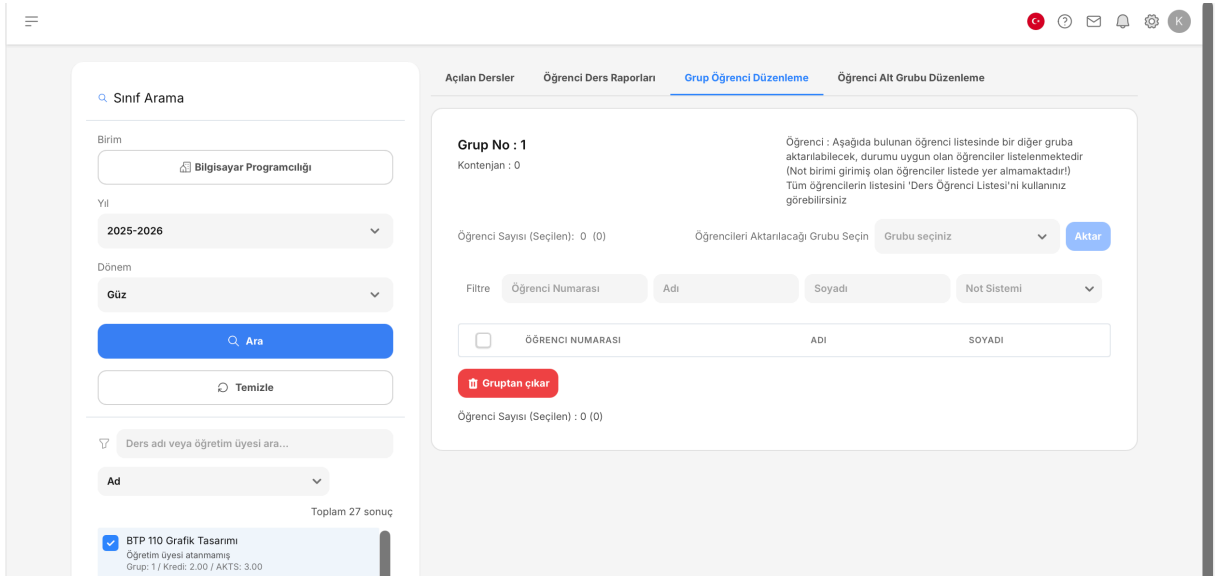 K
Sınıf Arama
Birim
Bilgisayar Programcılığı
Yıl
2025-2026
Dönem
Güz
Ara
Temizle
Ders adı veya öğretim üyesi ara...
Ad
Toplam 27 sonuç
BTP 110 Grafik Tasarımı
Öğretim üyesi atanmamış
Grup: 1 / Kredi: 2.00 / AKTS: 3.00
Açılan Dersler
Öğrenci Ders Raporları
Grup Öğrenci Düzenleme
Öğrenci Alt Grubu Düzenleme
Grup No : 1
Kontenjan : 0
Öğrenci : Aşağıda bulunan öğrenci listesinde bir diğer gruba
aktarılabilecek, durumu uygun olan öğrenciler listelenmektedir
(Not birimi girimiş olan öğrenciler listede yer almamaktadır!)
Tüm öğrencilerin listesini 'Ders Öğrenci Listesi'ni kullanınız
görebilirsiniz
Öğrenci Sayısı (Seçilen): 0 (0)
Öğrencileri Aktarılacağı Grubu Seçin
Grubu seçiniz
Aktar
Filtre
Öğrenci Numarası
Adı
Soyadı
Not Sistemi
ÖĞRENCI NUMARASI
ADI
SOYADI
Gruptan çıkar
Öğrenci Sayısı (Seçilen) : 0 (0)